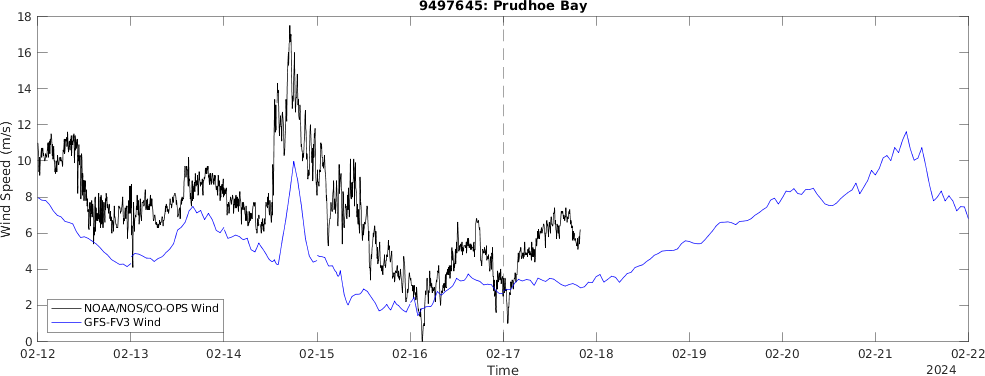 9497645: Prudhoe Bay
Wind Speed (m/s)
18
16
14
12
10
8
6
4
2
0
NOAA/NOS/CO-OPS Wind
GFS-FV3 Wind
02-12 02-13 02-14 02-15 02-16 02-17 02-18 02-19 02-20 02-21 02-22
Time
2024